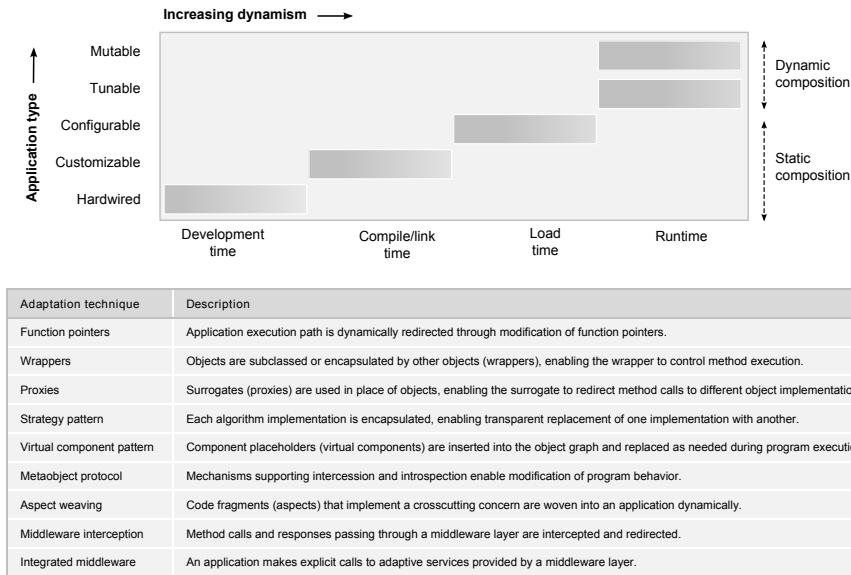 Increasing dynamism
Application type
Mutable
Tunable
Configurable
Customizable
Hardwired
Dynamic
composition
Static
composition
Development
time
Compile/link
time
Load
time
Runtime
Adaptation technique Description
Function pointers Application execution path is dynamically redirected through modification of function pointers.
Wrappers Objects are subclassed or encapsulated by other objects (wrappers), enabling the wrapper to control method execution.
Proxies Surrogates (proxies) are used in place of objects, enabling the surrogate to redirect method calls to different object
Strategy pattern Each algorithm implementation is encapsulated, enabling transparent replacement of one implementation with another.
Virtual component pattern Component placeholders (virtual components) are inserted into the object graph and replaced as needed during program
Metaobject protocol Mechanisms supporting intercession and introspection enable modification of program behavior.
Aspect weaving Code fragments (aspects) that implement a crosscutting concern are woven into an application dynamically.
Middleware interception Method calls and responses passing through a middleware layer are intercepted and redirected.
Integrated middleware An application makes explicit calls to adaptive services provided by a middleware layer.